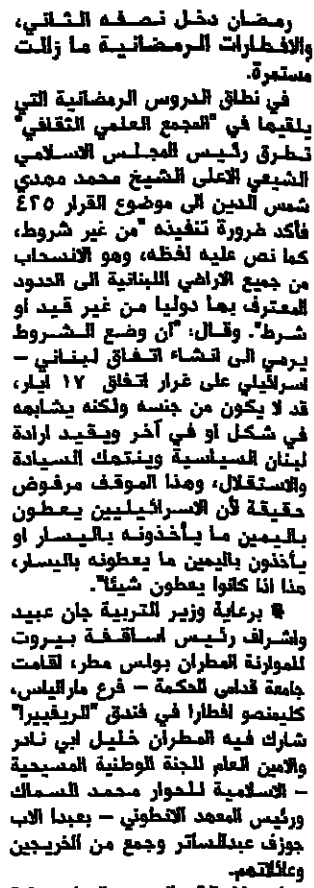 رمضان دخل نصفه الثاني،
والافطارات الرمضانية ما زالت
مستمرة.
في نطاق الدروس الرمضانية التي
يلقيها في "المجمع العلمي الثقافي"
تطرق رئيس المجلس الاسلامي
الشيعي الاعلى الشيخ محمد مهدي
شمس الدين الى موضوع القرار ٤٢٥
فأكد ضرورة تنفيذه "من غير شروط،
كما نص عليه لفظه، وهو الانسحاب
من جميع الاراضي اللبنانية الى الحدود
المعترف بها دوليا من غير قيد او
شرط". وقال: "ان وضع الشروط
يرمي الى انشاء اتفاق لبناني –
اسرائيلي على غرار اتفاق ١٧ ايار،
قد لا يكون من جنسه ولكنه يشابهه
في شكل او في آخر ويقيد ارادة
لبنان السياسية وينتهك السيادة
والاستقلال، وهذا الموقف مرفوض
حقيقة لأن الاسرائيليين يعطون
باليمين ما يأخذونه باليسار او
يأخذون باليمين ما يعطونه باليسار،
هذا اذا كانوا يعطون شيئا".
برعاية وزير التربية جان عبيد
واشراف رئيس اساقفة بيروت
للموارنة المطران بولس مطر، اقامت
جامعة قدامى الحكمة – فرع مارالياس،
كليمنصو افطارا في فندق "الريفييرا"
شارك فيه المطران خليل ابي نادر
والامين العام للجنة الوطنية المسيحية
– الاسلامية للحوار محمد السماك
ورئيس المعهد الانطوني – بعبدا الاب
جوزف عبدالساتر وجمع من الخريجين
وعائلاتهم.